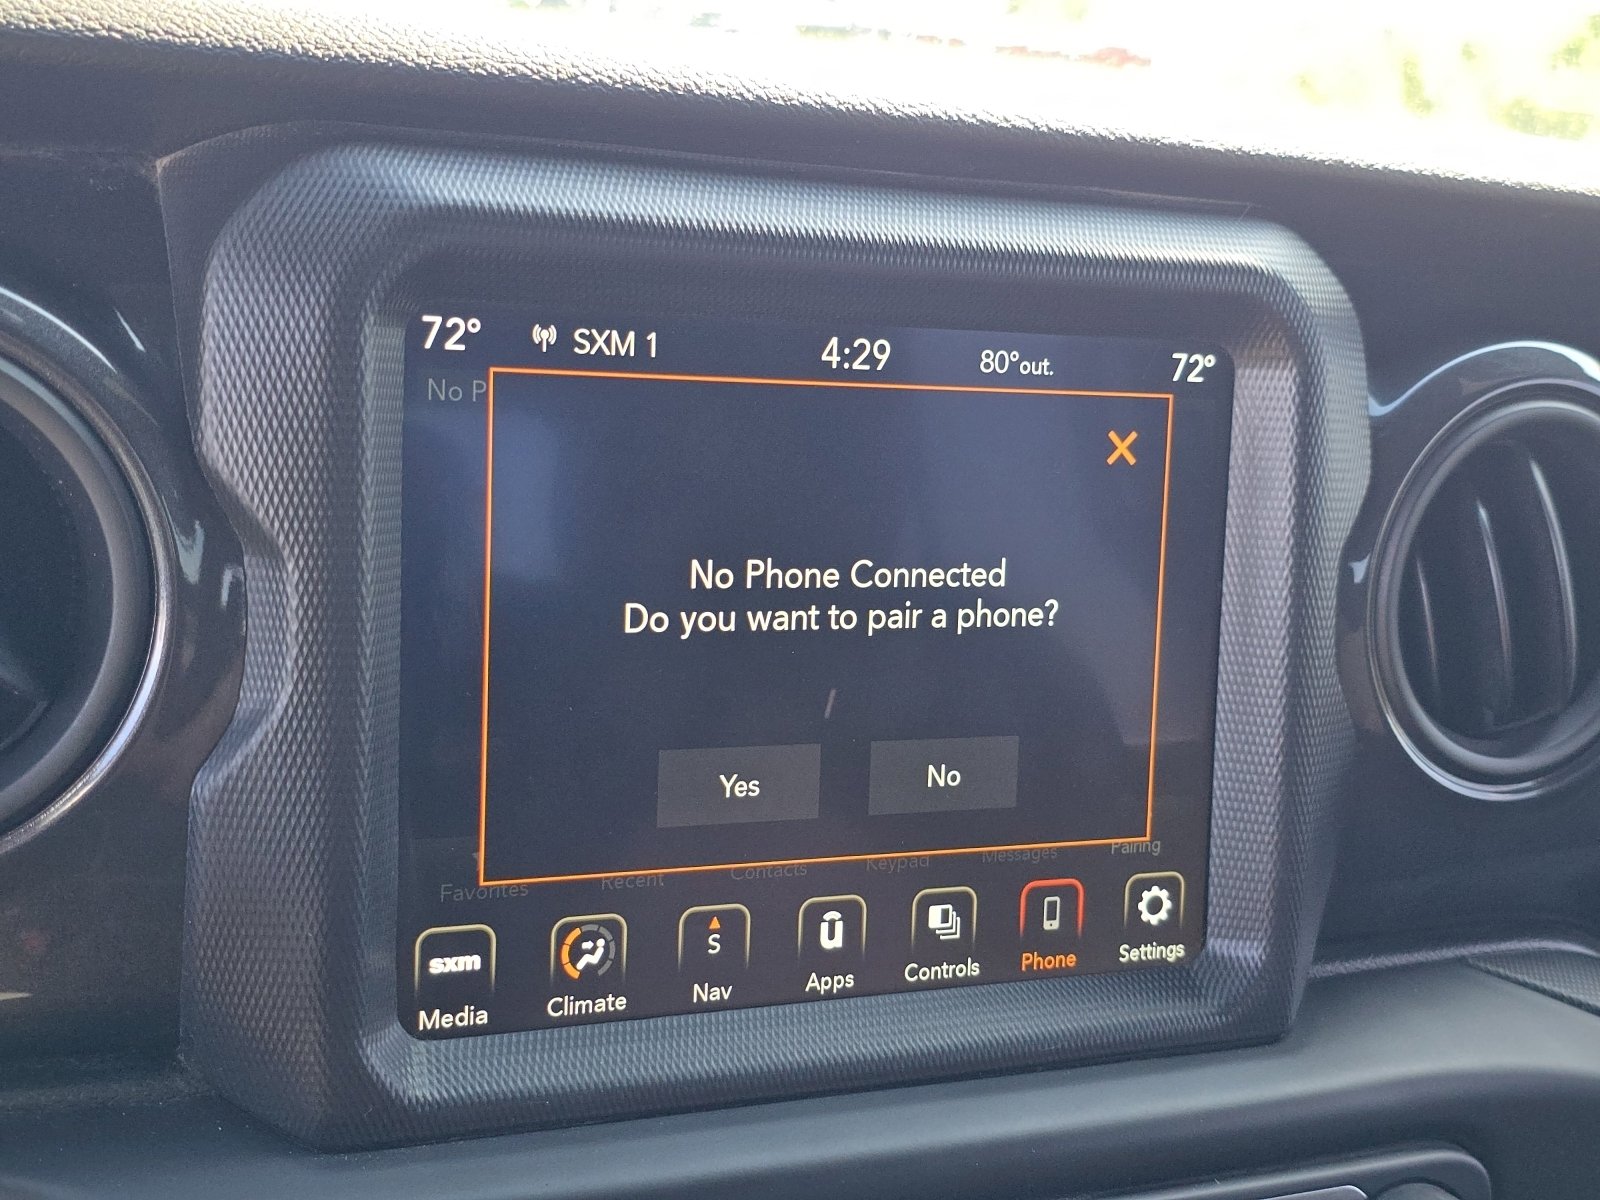 72° SXM 1 4:29 80°out. 72°
No P
No Phone Connected
Do you want to pair a phone?
Yes No
Favorites Recent Contacts Keypad Messages Pairing
sxm S u
Media Climate Nav Apps Controls Phone Settings